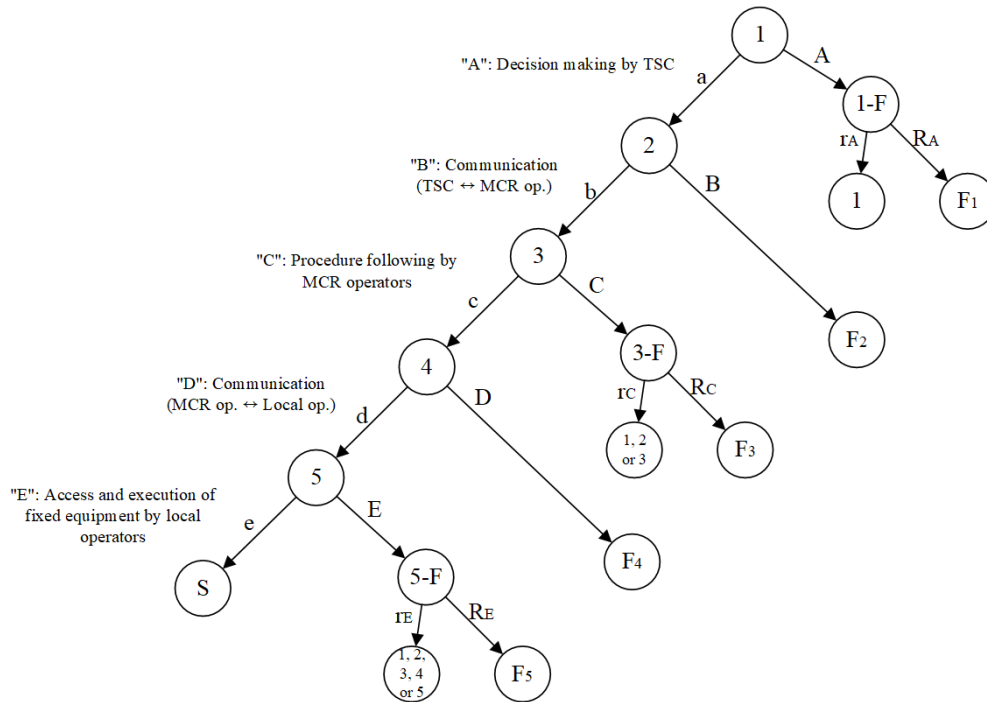 1
"A": Decision making by TSC
A
a
1-F
rA
RA
2
1
F1
"B": Communication
(TSC ↔ MCR op.)
b
B
3
"C": Procedure following by
MCR operators
c
C
F2
3-F
4
"D": Communication
(MCR op. ↔ Local op.)
d
D
rC
RC
1, 2
or 3
F3
5
"E": Access and execution of
fixed equipment by local
operators
e
E
F4
S
5-F
rE
RE
1, 2,
3, 4
or 5
F5